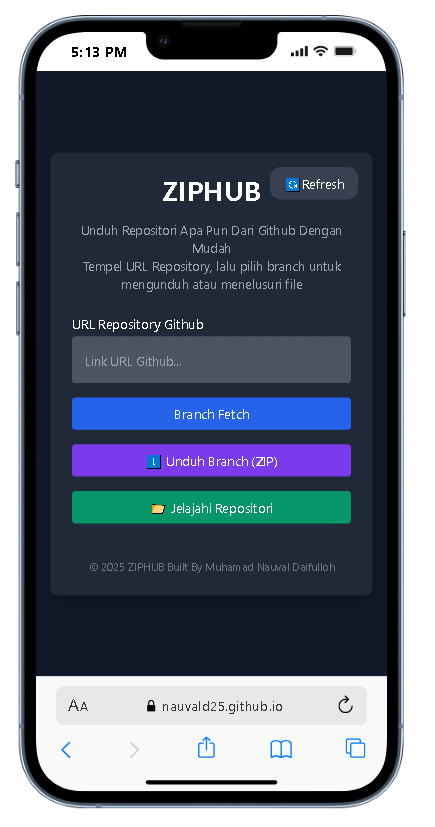 5:13 PM
ZIPHUB
Refresh
Unduh Repositori Apa Pun Dari Github Dengan
Mudah
Tempel URL Repository, lalu pilih branch untuk
mengunduh atau menelusuri file
URL Repository Github
Link URL Github...
Branch Fetch
Unduh Branch (ZIP)
Jelajahi Repositori
© 2025 ZIPHUB Built By Muhamad Nauval Daifulloh
AA
nauvald25.github.io